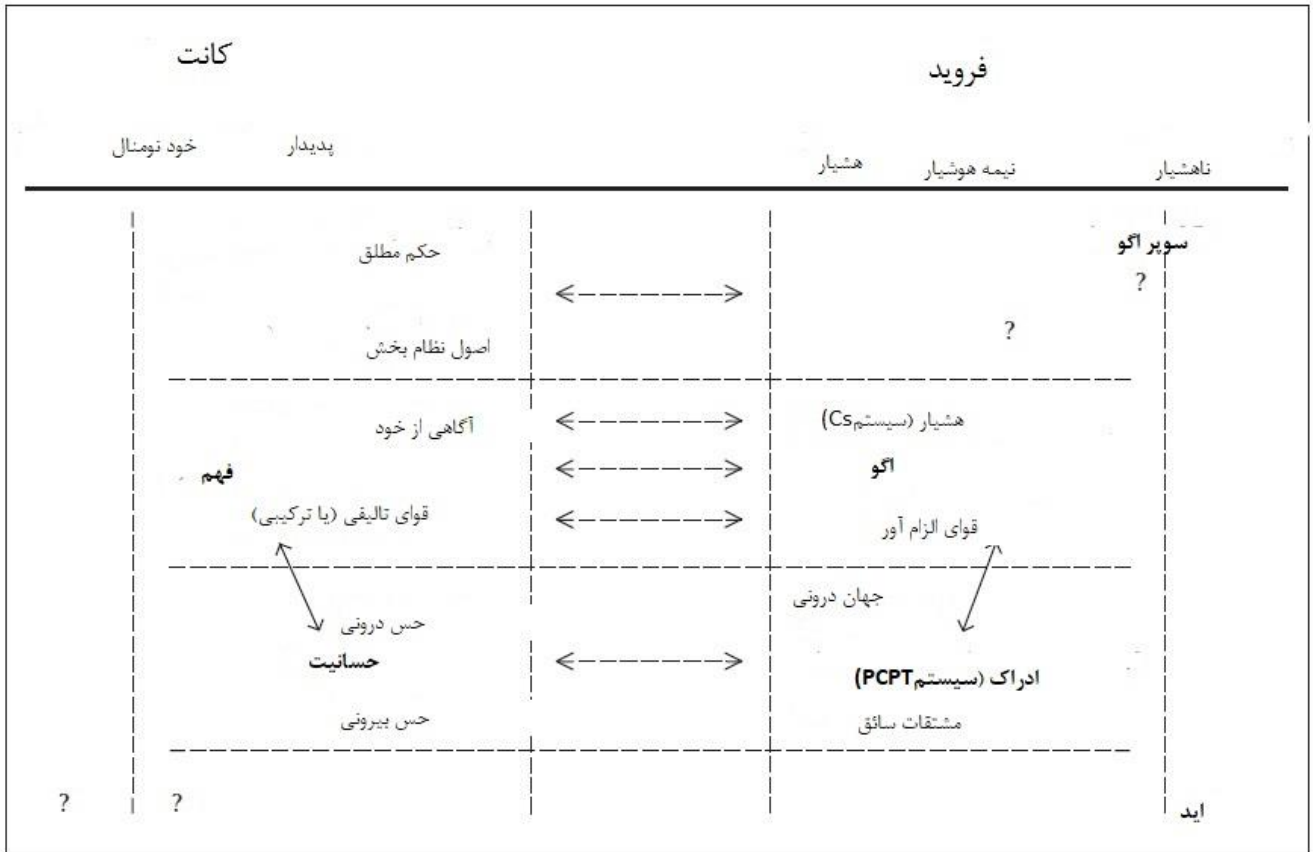 فروید
کانت
ناهشیار
نیمه هوشیار
هشیار
پدیدار
خود نومنال
سوپر اگو
?
?
حکم مطلق
اصول نظام بخش
هشیار (سیستمCs)
آگاهی از خود
اگو
فهم
قوای الزام آور
قوای تالیفی (یا ترکیبی)
جهان درونی
حس درونی
ادراک (سیستمPCPT)
حسانیت
مشتقات سائق
حس بیرونی
اید
?
?